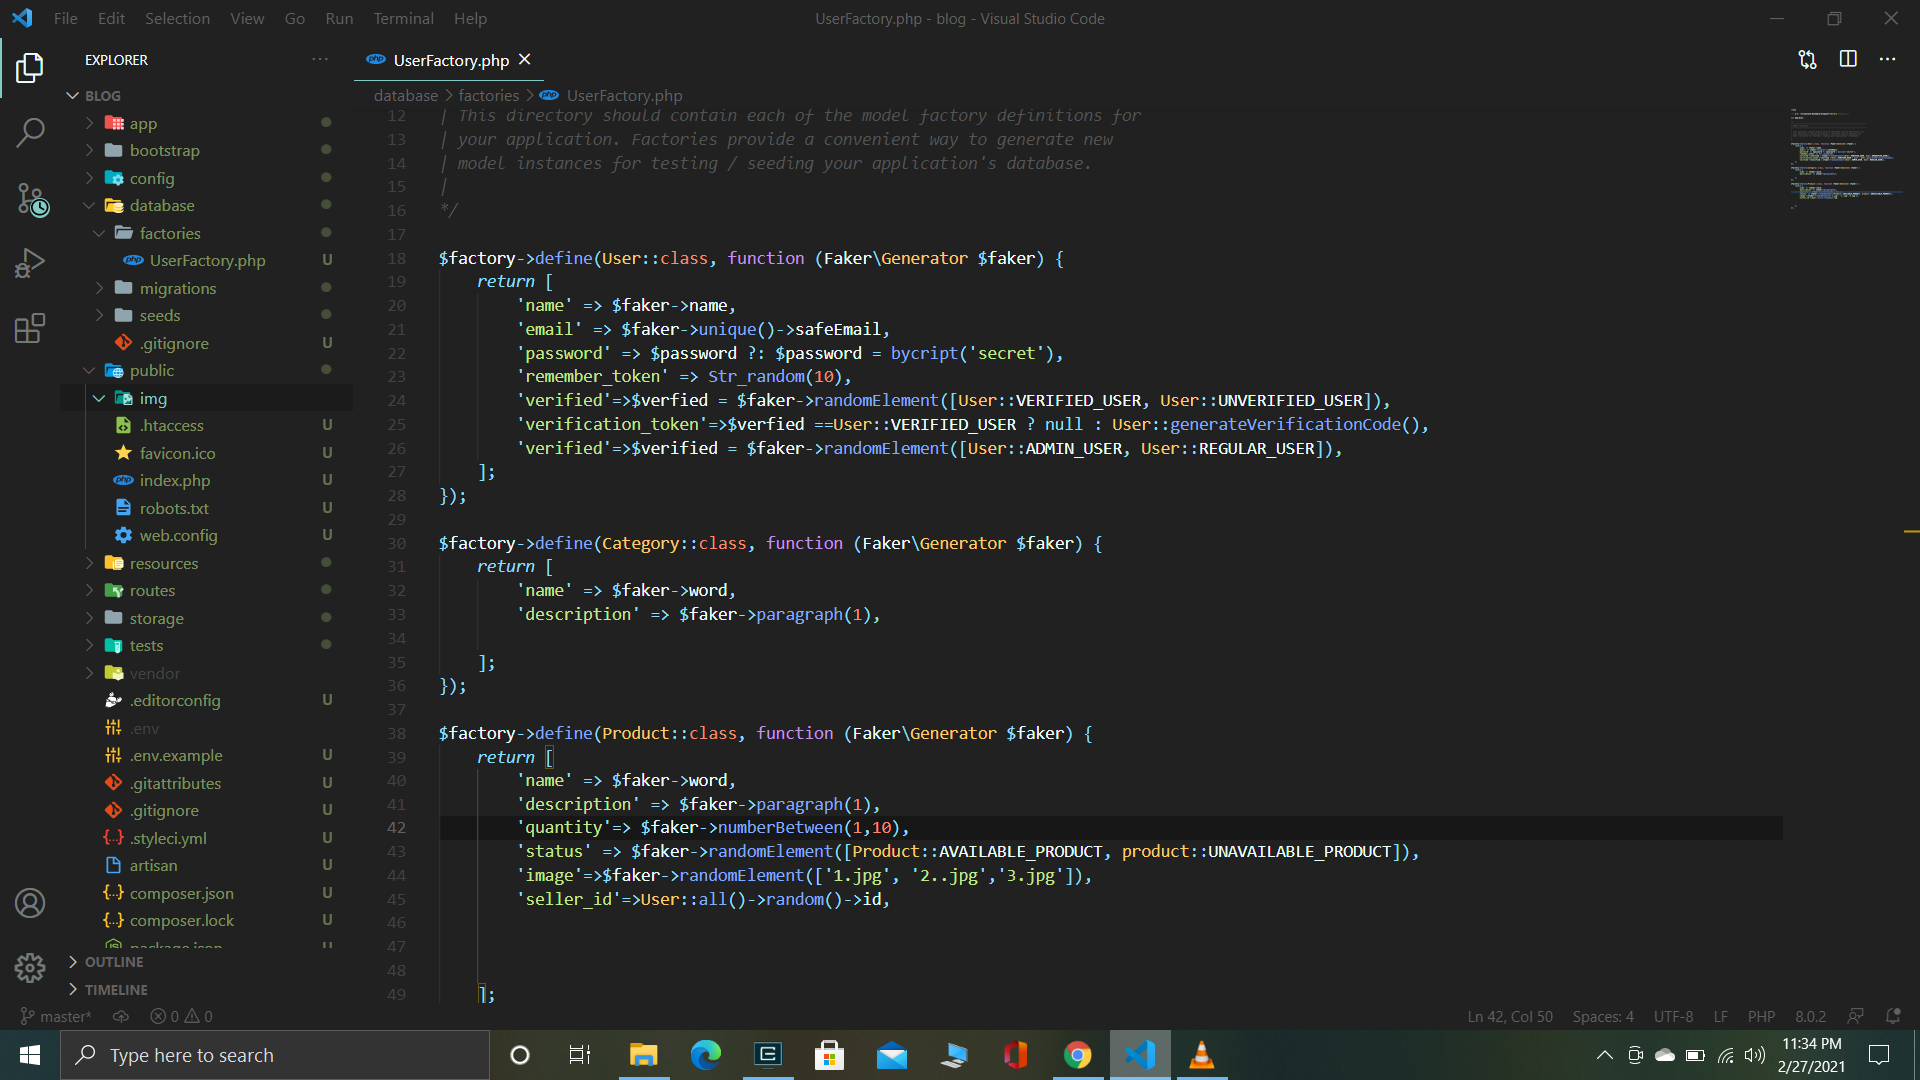 File Edit Selection View Go Run Terminal Help
UserFactory.php - blog - Visual Studio Code
EXPLORER
BLOG
app
bootstrap
config
database
factories
UserFactory.php U
migrations
seeds
.gitignore U
public
img
.htaccess U
favicon.ico U
index.php U
robots.txt U
web.config U
resources
routes
storage
tests
vendor
.editorconfig U
.env
.env.example U
.gitattributes U
.gitignore U
.styleci.yml U
artisan U
composer.json U
composer.lock U
package.json U
OUTLINE
TIMELINE
UserFactory.php
database > factories > UserFactory.php
12 | This directory should contain each of the model factory definitions for
13 | your application. Factories provide a convenient way to generate new
14 | model instances for testing / seeding your application's database.
15 |
16 */
17
18 $factory->define(User::class, function (Faker\Generator $faker) {
19 return [
20 'name' => $faker->name,
21 'email' => $faker->unique()->safeEmail,
22 'password' => $password ?: $password = bycript('secret'),
23 'remember_token' => Str_random(10),
24 'verified'=>$verfied = $faker->randomElement([User::VERIFIED_USER, User::UNVERIFIED_USER]),
25 'verification_token'=>$verfied ==User::VERIFIED_USER ? null : User::generateVerificationCode(),
26 'verified'=>$verified = $faker->randomElement([User::ADMIN_USER, User::REGULAR_USER]),
27 ];
28 });
29
30 $factory->define(Category::class, function (Faker\Generator $faker) {
31 return [
32 'name' => $faker->word,
33 'description' => $faker->paragraph(1),
34
35 ];
36 });
37
38 $factory->define(Product::class, function (Faker\Generator $faker) {
39 return [
40 'name' => $faker->word,
41 'description' => $faker->paragraph(1),
42 'quantity'=> $faker->numberBetween(1,10),
43 'status' => $faker->randomElement([Product::AVAILABLE_PRODUCT, product::UNAVAILABLE_PRODUCT]),
44 'image'=>$faker->randomElement(['1.jpg', '2..jpg','3.jpg']),
45 'seller_id'=>User::all()->random()->id,
46
47
48
49 ];
master* 0 0
Ln 42, Col 50 Spaces: 4 UTF-8 LF PHP 8.0.2
Type here to search
11:34 PM
2/27/2021